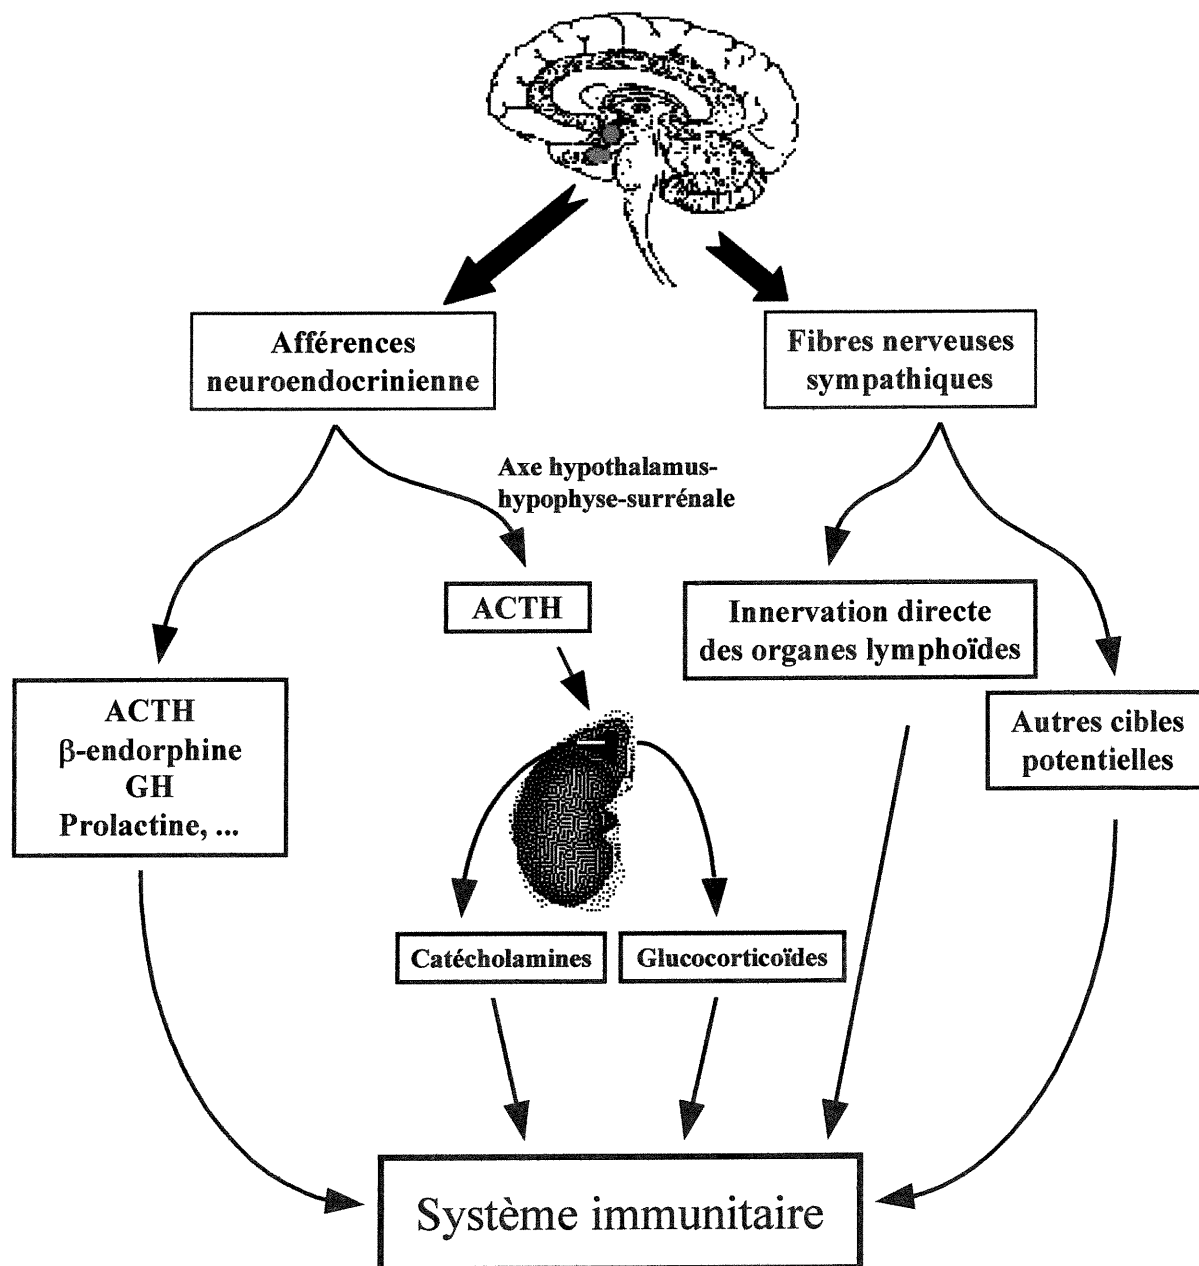 Afférences
neuroendocrinienne
Fibres nerveuses
sympathiques
Axe hypothalamus-
hypophyse-surrénale
ACTH
Innervation directe
des organes lymphoïdes
ACTH
β-endorphine
GH
Prolactine, ...
Autres cibles
potentielles
Catécholamines
Glucocorticoïdes
Système immunitaire